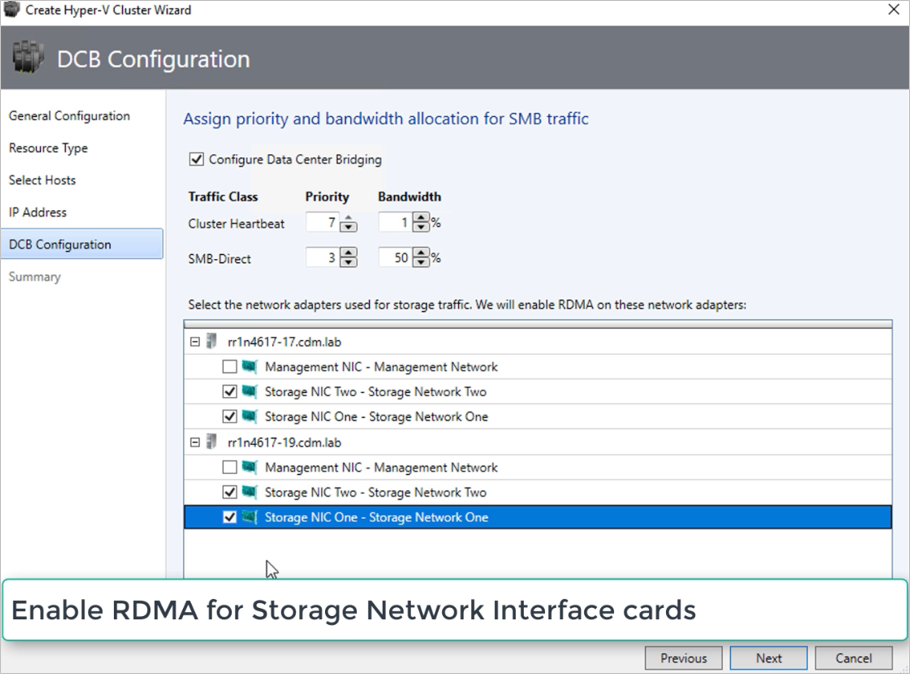 Create Hyper-V Cluster Wizard
DCB Configuration
General Configuration
Resource Type
Select Hosts
IP Address
DCB Configuration
Summary
Assign priority and bandwidth allocation for SMB traffic
Configure Data Center Bridging
Traffic Class Priority Bandwidth
Cluster Heartbeat 7 1 %
SMB-Direct 3 50 %
Select the network adapters used for storage traffic. We will enable RDMA on these network adapters:
rr1n4617-17.cdm.lab
Management NIC - Management Network
Storage NIC Two - Storage Network Two
Storage NIC One - Storage Network One
rr1n4617-19.cdm.lab
Management NIC - Management Network
Storage NIC Two - Storage Network Two
Storage NIC One - Storage Network One
Enable RDMA for Storage Network Interface cards
Previous Next Cancel